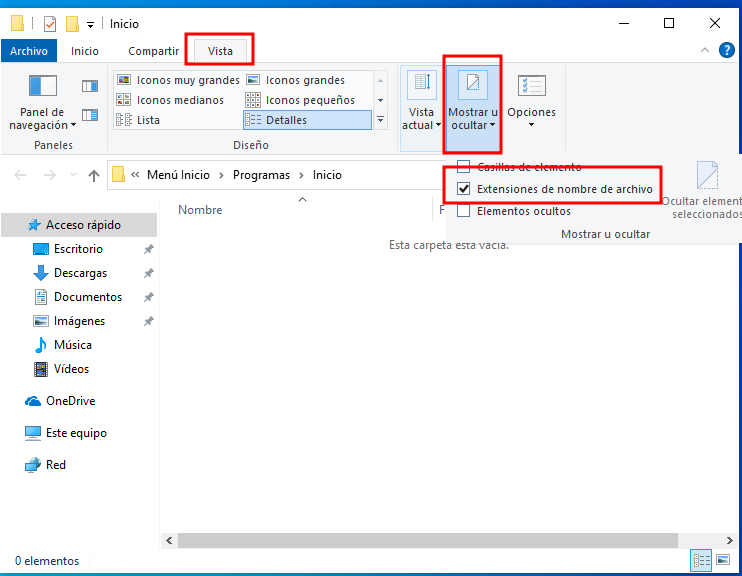 Inicio
Archivo Inicio Compartir Vista
Panel de navegación
Iconos muy grandes Iconos grandes
Iconos medianos Iconos pequeños
Lista Detalles
Vista actual
Mostrar u ocultar
Opciones
Paneles
Diseño
Casillas de elemento
Extensiones de nombre de archivo
Elementos ocultos
Ocultar element
seleccionados
Mostrar u ocultar
« Menú Inicio > Programas > Inicio
Nombre F
Esta carpeta está vacía.
Acceso rápido
Escritorio
Descargas
Documentos
Imágenes
Música
Vídeos
OneDrive
Este equipo
Red
0 elementos